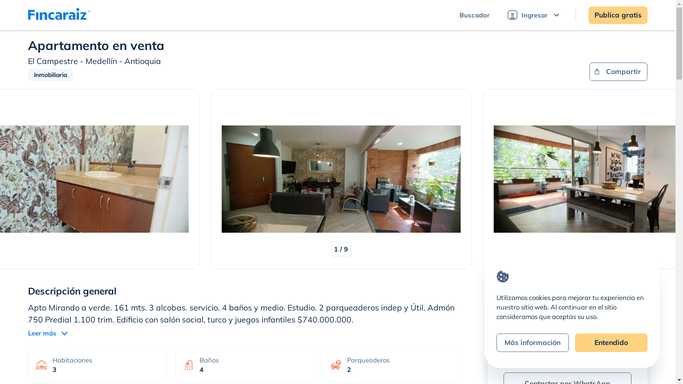 Fincaraiz
Buscador
Ingresar
Publica gratis
Apartamento en venta
El Campestre - Medellín - Antioquia
Inmobiliaria
Compartir
1 / 9
Descripción general
Apto Mirando a verde. 161 mts. 3 alcobas. servicio. 4 baños y medio. Estudio. 2 parqueaderos indep y Útil. Admón
750 Predial 1.100 trim. Edificio con salón social, turco y juegos infantiles $740.000.000.
Leer más
Habitaciones
3
Baños
4
Parqueaderos
2
Utilizamos cookies para mejorar tu experiencia en
nuestro sitio web. Al continuar en el sitio
consideramos que aceptas su uso.
Más información
Entendido
Contactar por WhatsApp